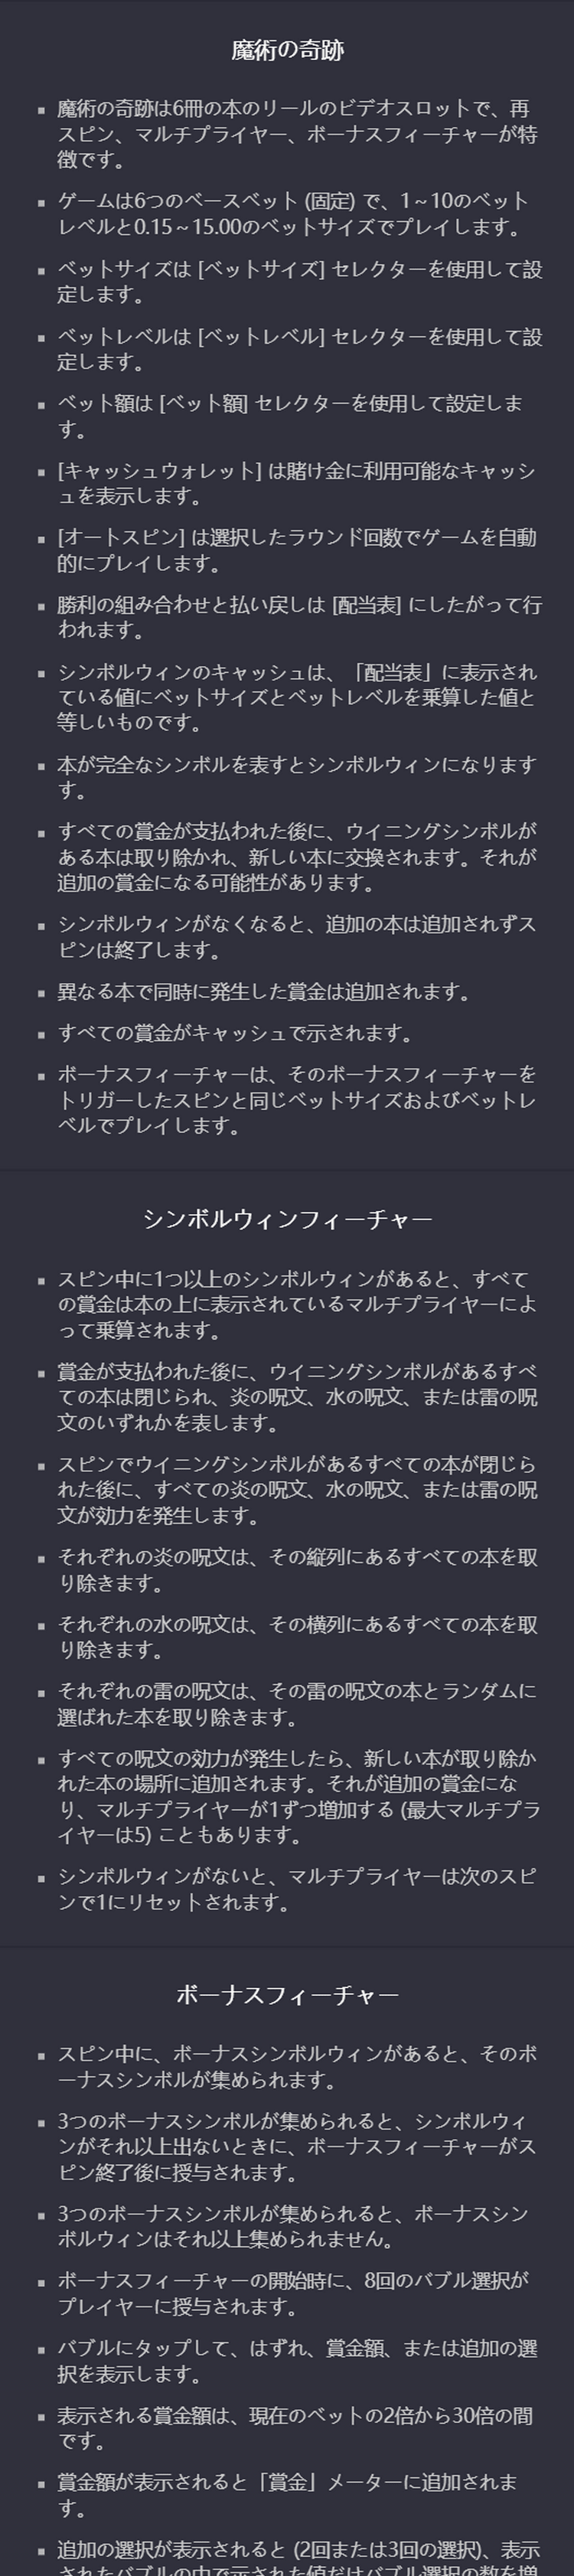 魔術の奇跡
魔術の奇跡は6冊の本のリールのビデオスロットで、再
スピン、マルチプライヤー、ボーナスフィーチャーが特
徴です。
ゲームは6つのベースベット (固定) で、1～10のベット
レベルと0.15～15.00のベットサイズでプレイします。
ベットサイズは [ベットサイズ] セレクターを使用して設
定します。
ベットレベルは [ベットレベル] セレクターを使用して設
定します。
ベット額は [ベット額] セレクターを使用して設定しま
す。
[キャッシュウォレット] は賭け金に利用可能なキャッシ
ュを表示します。
[オートスピン] は選択したラウンド回数でゲームを自動
的にプレイします。
勝利の組み合わせと払い戻しは [配当表] にしたがって行
われます。
シンボルウィンのキャッシュは、「配当表」に表示され
ている値にベットサイズとベットレベルを乗算した値と
等しいものです。
本が完全なシンボルを表すとシンボルウィンになります
す。
すべての賞金が支払われた後に、ウイニングシンボルが
ある本は取り除かれ、新しい本に交換されます。それが
追加の賞金になる可能性があります。
シンボルウィンがなくなると、追加の本は追加されずス
ピンは終了します。
異なる本で同時に発生した賞金は追加されます。
すべての賞金がキャッシュで示されます。
ボーナスフィーチャーは、そのボーナスフィーチャーを
トリガーしたスピンと同じベットサイズおよびベットレ
ベルでプレイします。
シンボルウィンフィーチャー
スピン中に1つ以上のシンボルウィンがあると、すべて
の賞金は本の上に表示されているマルチプライヤーによ
って乗算されます。
賞金が支払われた後に、ウイニングシンボルがあるすべ
ての本は閉じられ、炎の呪文、水の呪文、または雷の呪
文のいずれかを表します。
スピンでウイニングシンボルがあるすべての本が閉じら
れた後に、すべての炎の呪文、水の呪文、または雷の呪
文が効力を発生します。
それぞれの炎の呪文は、その縦列にあるすべての本を取
り除きます。
それぞれの水の呪文は、その横列にあるすべての本を取
り除きます。
それぞれの雷の呪文は、その雷の呪文の本とランダムに
選ばれた本を取り除きます。
すべての呪文の効力が発生したら、新しい本が取り除か
れた本の場所に追加されます。それが追加の賞金にな
り、マルチプライヤーが1ずつ増加する (最大マルチプラ
イヤーは5) こともあります。
シンボルウィンがないと、マルチプライヤーは次のスピ
ンで1にリセットされます。
ボーナスフィーチャー
スピン中に、ボーナスシンボルウィンがあると、そのボ
ーナスシンボルが集められます。
3つのボーナスシンボルが集められると、シンボルウィ
ンがそれ以上出ないときに、ボーナスフィーチャーがス
ピン終了後に授与されます。
3つのボーナスシンボルが集められると、ボーナスシン
ボルウィンはそれ以上集められません。
ボーナスフィーチャーの開始時に、8回のバブル選択が
プレイヤーに授与されます。
バブルにタップして、はずれ、賞金額、または追加の選
択を表示します。
表示される賞金額は、現在のベットの2倍から30倍の間
です。
賞金額が表示されると「賞金」メーターに追加されま
す。
追加の選択が表示されると (2回または3回の選択)、表示
されたバブルの中で示された値だけバブル選択の数を増